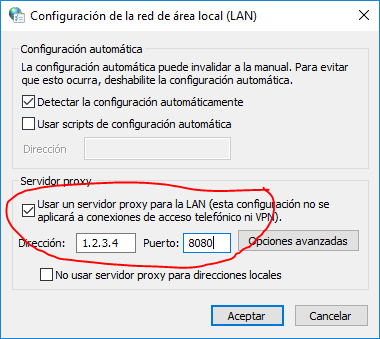 Configuración de la red de área local (LAN)
Configuración automática
La configuración automática puede invalidar a la manual. Para evitar
que esto ocurra, deshabilite la configuración automática.
Detectar la configuración automáticamente
Usar scripts de configuración automática
Dirección
Servidor proxy
Usar un servidor proxy para la LAN (esta configuración no se
aplicará a conexiones de acceso telefónico ni VPN).
Dirección: 1.2.3.4 Puerto: 8080 Opciones avanzadas
No usar servidor proxy para direcciones locales
Aceptar Cancelar